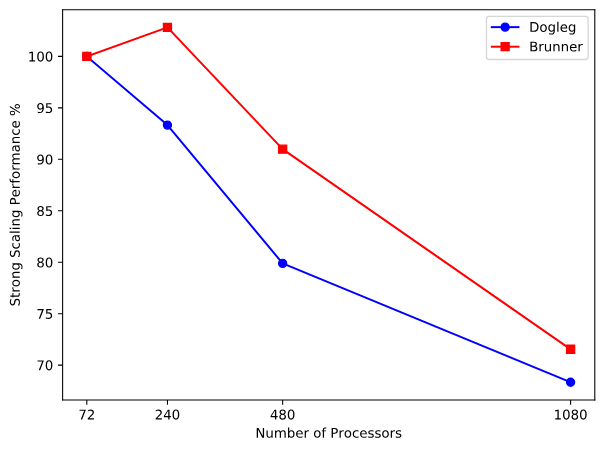 Dogleg
Brunner
100
95
90
85
80
75
70
Strong Scaling Performance %
72
240
480
1080
Number of Processors